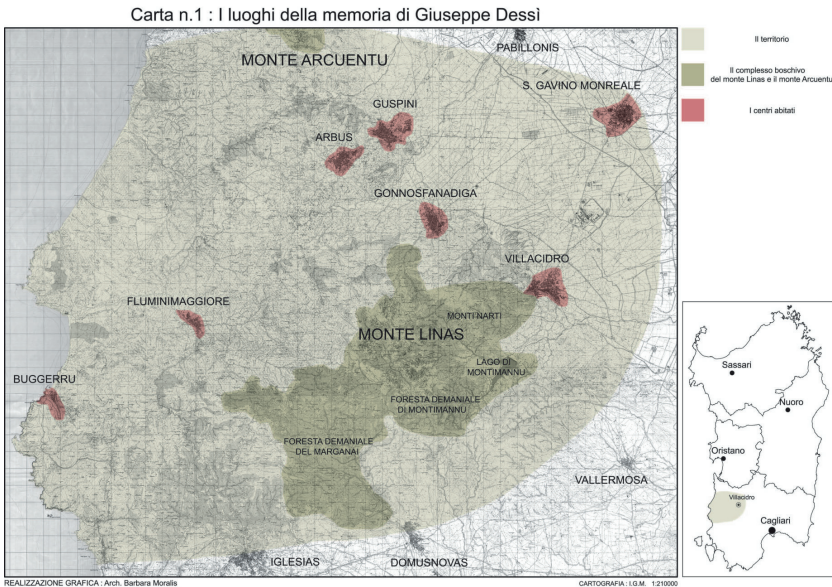 Carta n.1 : I luoghi della memoria di Giuseppe Dessì
MONTE ARCUENTU
PABILLONIS
S. GAVINO MONREALE
GUSPINI
ARBUS
GONNOSFANADIGA
VILLACIDRO
FLUMINIMAGGIORE
MONTI NARTI
MONTE LINAS
LAGO DI
MONTIMANNU
BUGGERRU
FORESTA DEMANIALE
DI MONTIMANNU
FORESTA DEMANIALE
DEL MARGANAI
VALLERMOSA
IGLESIAS
DOMUSNOVAS
Il territorio
Il complesso boschivo
del monte Linas e il monte Arcuentu
I centri abitati
Sassari
Nuoro
Oristano
Villacidro
Cagliari
REALIZZAZIONE GRAFICA : Arch. Barbara Moralis
CARTOGRAFIA : I.G.M. 1:210000